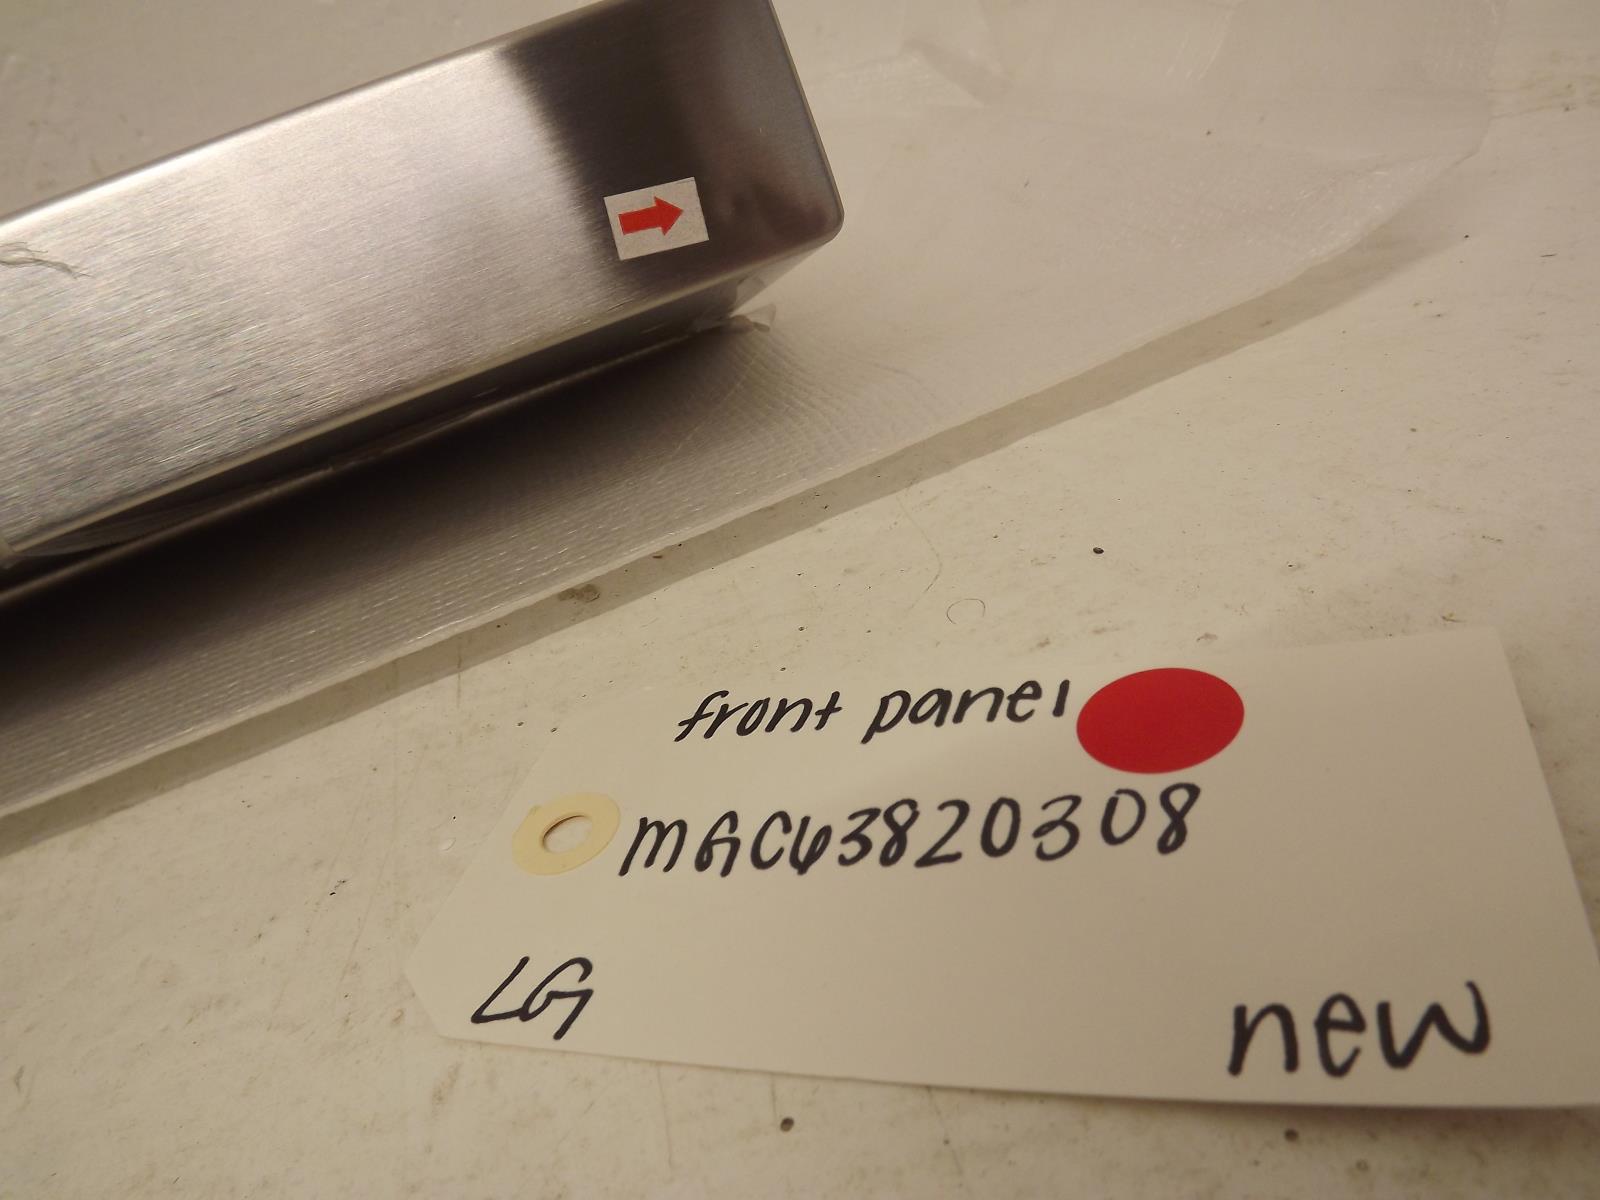 front panel
MGC63820308
LG
new